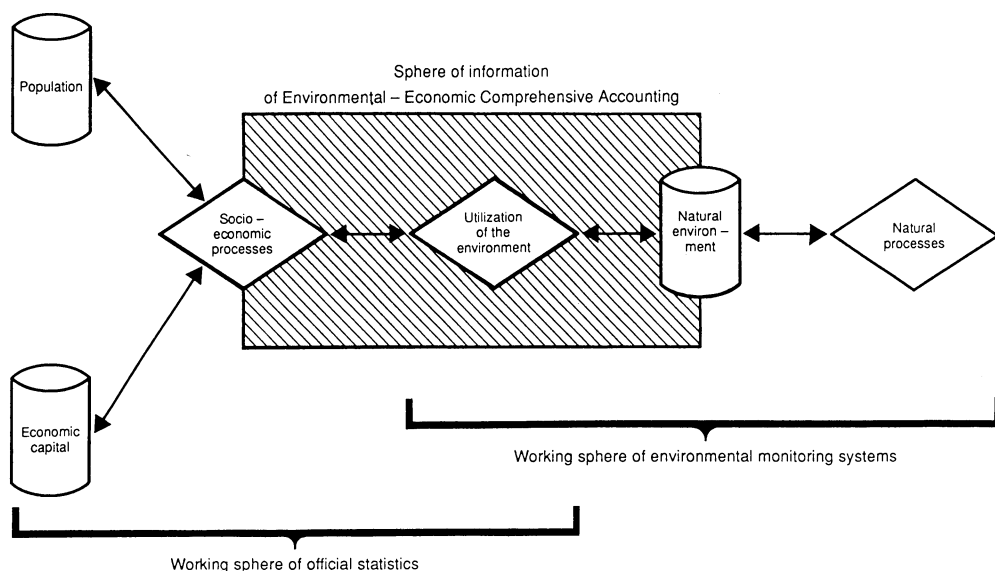 Sphere of information
of Environmental – Economic Comprehensive Accounting
Population
Socio –
economic
processes
Utilization
of the
environment
Natural
environ –
ment
Natural
processes
Economic
capital
Working sphere of environmental monitoring systems
Working sphere of official statistics